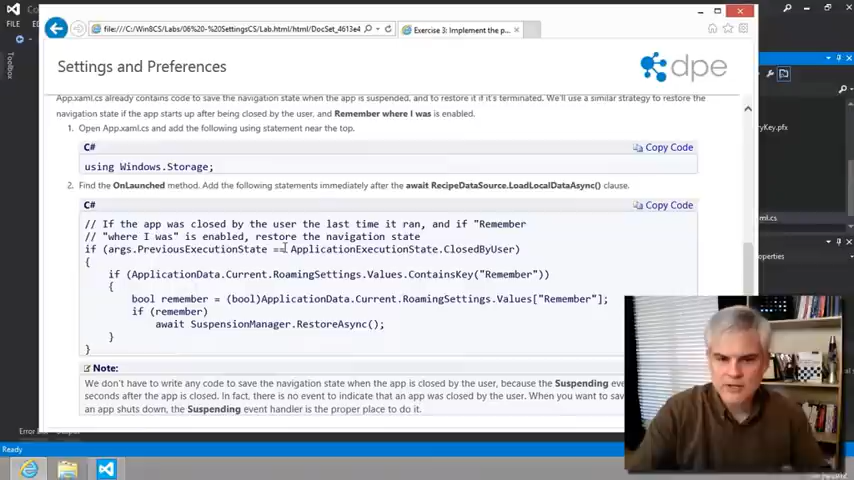 FILE
file:///C:/Win8CS/Labs/06%20-%20SettingsCS/Lab.html/html/DocSet_4613e4
Exercise 3: Implement the p...
Toolbox
Settings and Preferences
dpe
App.xaml.cs already contains code to save the navigation state when the app is suspended, and to restore it if it's terminated. We'll use a similar strategy to restore the
navigation state if the app starts up after being closed by the user, and Remember where I was is enabled.
1. Open App.xaml.cs and add the following using statement near the top.
C#
Copy Code
using Windows.Storage;
2. Find the OnLaunched method. Add the following statements immediately after the await RecipeDataSource.LoadLocalDataAsync() clause.
C#
Copy Code
// If the app was closed by the user the last time it ran, and if "Remember
// "where I was" is enabled, restore the navigation state
if (args.PreviousExecutionState == ApplicationExecutionState.ClosedByUser)
{
if (ApplicationData.Current.RoamingSettings.Values.ContainsKey("Remember"))
{
bool remember = (bool)ApplicationData.Current.RoamingSettings.Values["Remember"];
if (remember)
await SuspensionManager.RestoreAsync();
}
}
Note:
We don't have to write any code to save the navigation state when the app is closed by the user, because the Suspending eve
seconds after the app is closed. In fact, there is no event to indicate that an app was closed by the user. When you want to sav
an app shuts down, the Suspending event handler is the proper place to do it.
ryKey.pfx
ml.cs
Ready